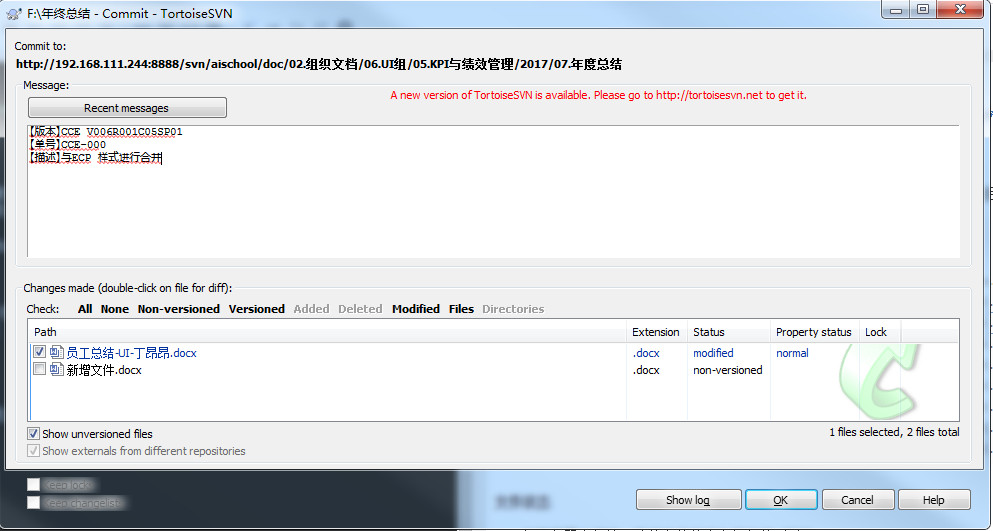 F:\年终总结 - Commit - TortoiseSVN
Commit to:
http://192.168.111.244:8888/svn/aischool/doc/02.组织文档/06.UI组/05.KPI与绩效管理/2017/07.年度总结
Message:
A new version of TortoiseSVN is available. Please go to http://tortoisesvn.net to get it.
Recent messages
【版本】CCE V006R001C05SP01
【单号】CCE-000
【描述】与ECP 样式进行合并
Changes made (double-click on file for diff):
Check: All None Non-versioned Versioned Added Deleted Modified Files Directories
Path Extension Status Property status Lock
员工总结-UI-丁昂昂.docx .docx modified normal
新增文件.docx .docx non-versioned
Show unversioned files
1 files selected, 2 files total
Show externals from different repositories
Keep locks
Keep changelists
Show log OK Cancel Help